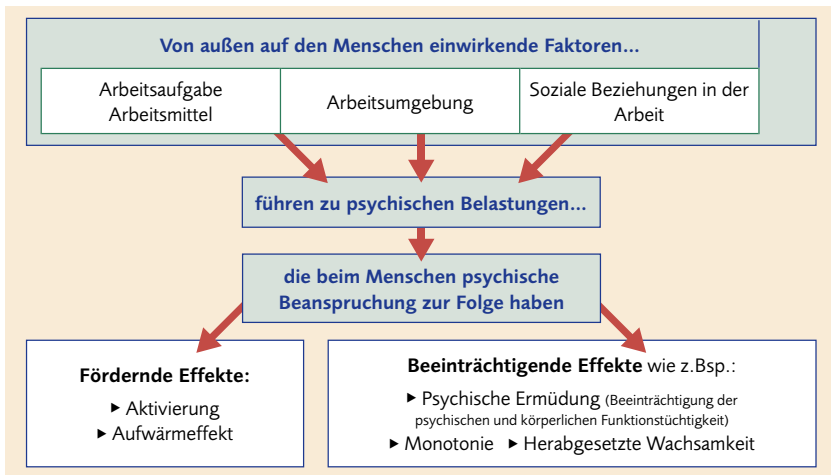 Von außen auf den Menschen einwirkende Faktoren...
Arbeitsaufgabe
Arbeitsmittel
Arbeitsumgebung
Soziale Beziehungen in der
Arbeit
führen zu psychischen Belastungen...
die beim Menschen psychische
Beanspruchung zur Folge haben
Fördernde Effekte:
▶ Aktivierung
▶ Aufwärmeffekt
Beeinträchtigende Effekte wie z.Bsp.:
▶ Psychische Ermüdung (Beeinträchtigung der
psychischen und körperlichen Funktionstüchtigkeit)
▶ Monotonie ▶ Herabgesetzte Wachsamkeit